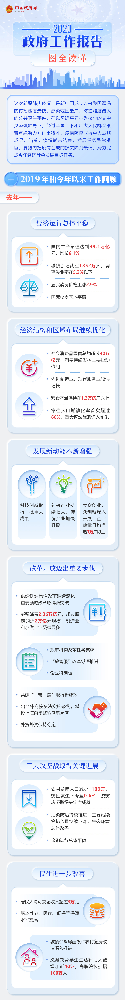 中国政府网
www.gov.cn
2020
政府工作报告
一图全读懂
这次新冠肺炎疫情，是新中国成立以来我国遭遇
的传播速度最快、感染范围最广、防控难度最大
的公共卫生事件。在以习近平同志为核心的党中
央坚强领导下，经过全国上下和广大人民群众艰
苦卓绝努力并付出牺牲，疫情防控取得重大战略
成果。当前，疫情尚未结束，发展任务异常艰
巨。要努力把疫情造成的损失降到最低，努力完
成今年经济社会发展目标任务。
一 2019年和今年以来工作回顾
去年——
经济运行总体平稳
国内生产总值达到99.1万亿
元，增长6.1%
城镇新增就业1352万人，调
查失业率在5.3%以下
居民消费价格上涨2.9%
国际收支基本平衡
经济结构和区域布局继续优化
社会消费品零售总额超过40万
亿元，消费持续发挥主要拉动
作用
先进制造业、现代服务业较快
增长
粮食产量保持在1.3万亿斤以上
常住人口城镇化率首次超过
60%，重大区域战略深入实施
发展新动能不断增强
科技创新取
得一批重大
成果
新兴产业持
续壮大，传
统产业加快
升级
大众创业万
众创新深入
开展，企业
数量日均净
增1万户以上
改革开放迈出重要步伐
供给侧结构性改革继续深化，
重要领域改革取得新突破
减税降费2.36万亿元，超过原
定的近2万亿元规模，制造业
和小微企业受益最多
政府机构改革任务完成
“放管服”改革纵深推进
设立科创板
共建“一带一路”取得新成效
出台外商投资法实施条例，增
设上海自贸试验区新片区
外贸外资保持稳定
三大攻坚战取得关键进展
农村贫困人口减少1109万，
贫困发生率降至0.6%，脱贫
攻坚取得决定性成就
污染防治持续推进，主要污染
物排放量继续下降，生态环境
总体改善
金融运行总体平稳
民生进一步改善
居民人均可支配收入超过3万元
基本养老、医疗、低保等保障
水平提高
城镇保障房建设和农村危房改
造深入推进
义务教育学生生活补助人数
增加近40%，高职院校扩招
100万人